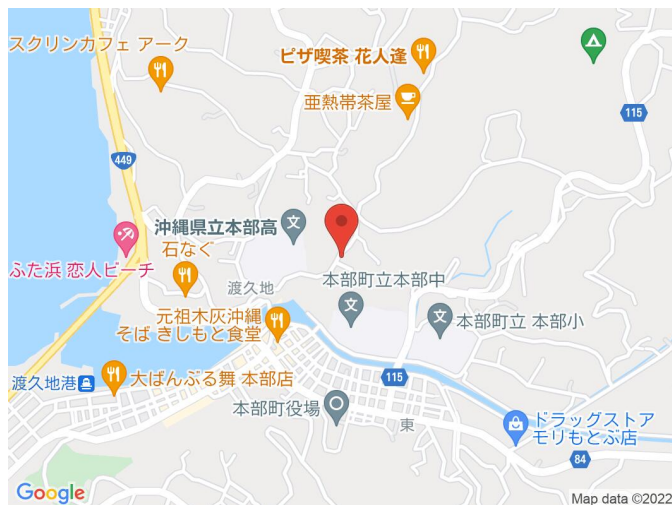 スクリンカフェ アーク
ピザ喫茶 花人逢
亜熱帯茶屋
115
449
沖縄県立本部高
石なぐ
ふた浜 恋人ビーチ
渡久地
本部町立本部中
元祖木灰沖縄
そば きしもと食堂
本部町立 本部小
渡久地港
大ばんぶる舞 本部店
115
本部町役場
東
ドラッグストア
モリもとぶ店
84
Google
Map data ©2022